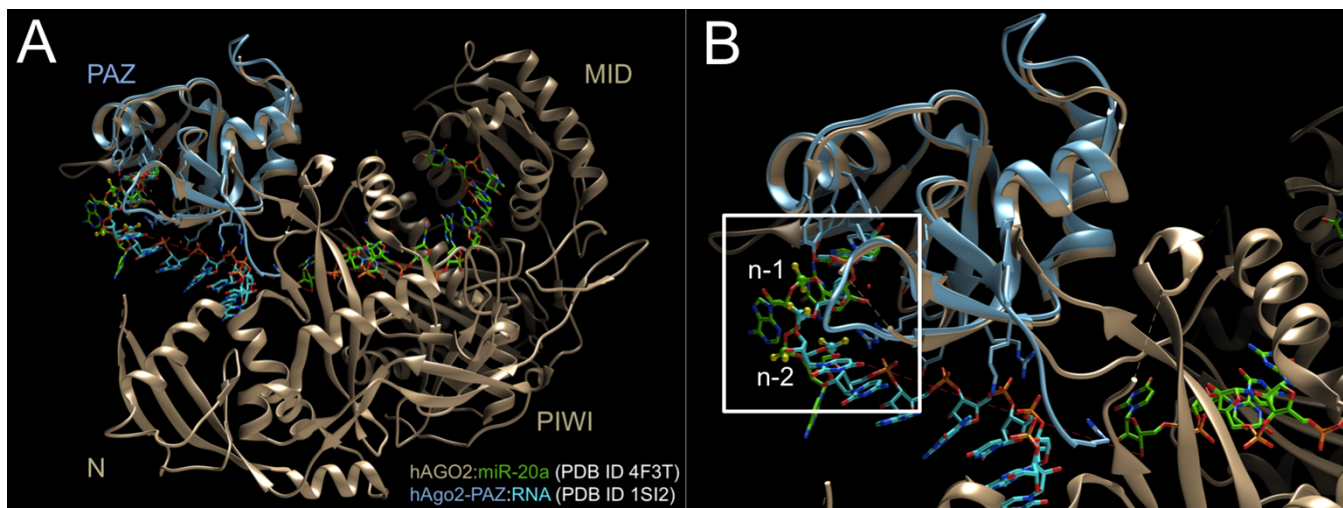 A
PAZ
MID
N
PIWI
hAGO2:miR-20a (PDB ID 4F3T)
hAgo2-PAZ:RNA (PDB ID 1SI2)
B
n-1
n-2